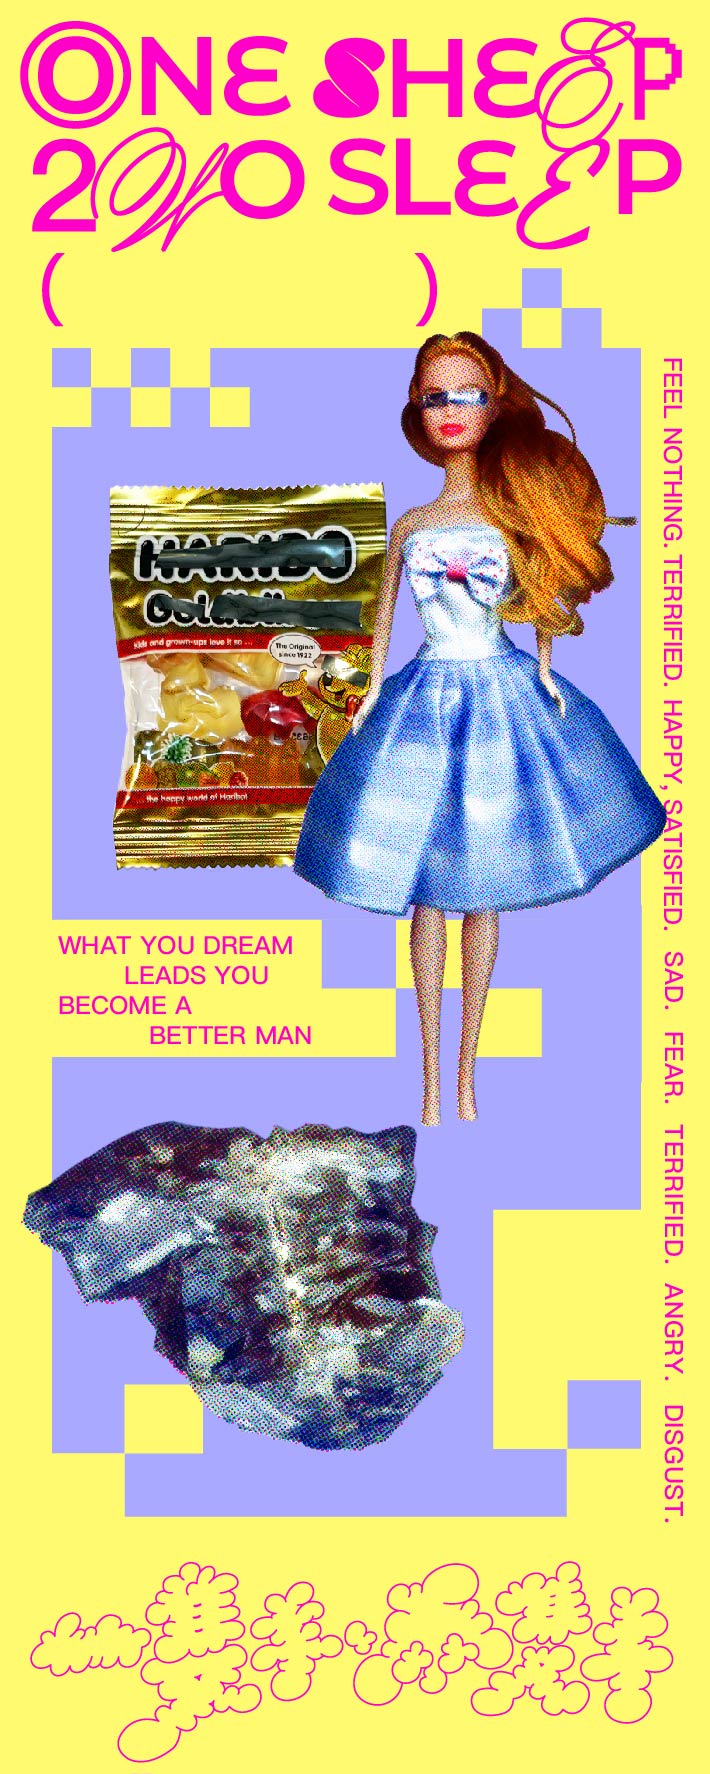 ONE SHEEP
2WO SLEEP
( )
HARIBO
Kids and grown-ups love it so ...
The Original
since 1922
... the happy world of Haribo!
WHAT YOU DREAM
LEADS YOU
BECOME A
BETTER MAN
FEEL NOTHING. TERRIFIED. HAPPY, SATISFIED. SAD. FEAR. TERRIFIED. ANGRY. DISGUST.